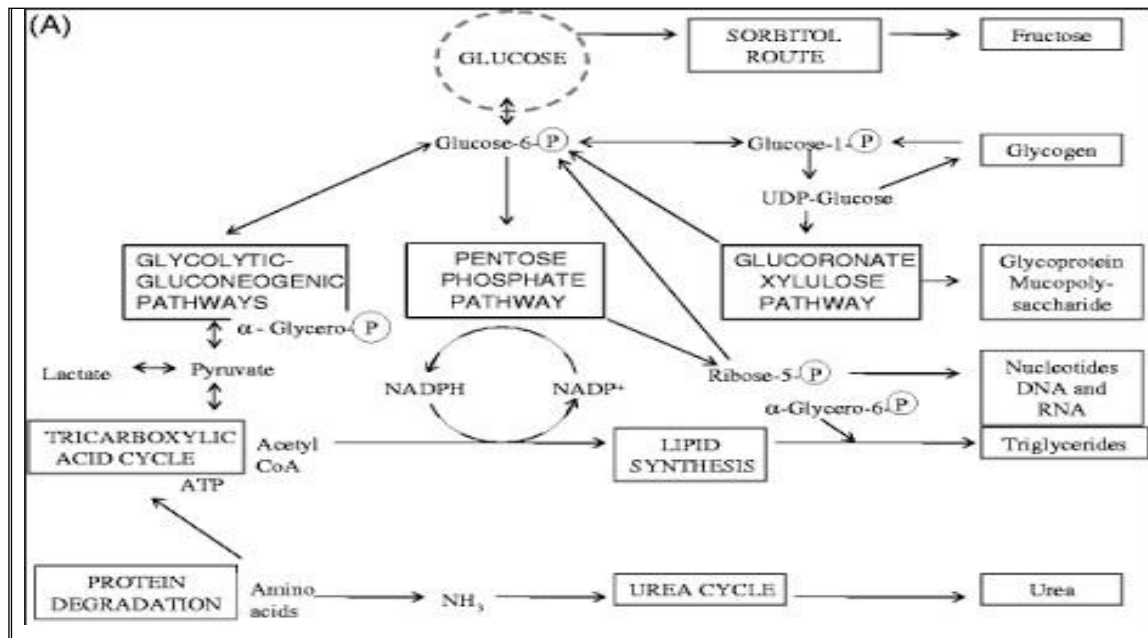 (A)
GLUCOSE
SORBITOL
ROUTE
Fructose
Glucose-6-P
Glucose-1-P
Glycogen
UDP-Glucose
GLYCOLYTIC-
GLUCONEOGENIC
PATHWAYS
PENTOSE
PHOSPHATE
PATHWAY
GLUCORONATE
XYLULOSE
PATHWAY
Glycoprotein
Mucopoly-
saccharide
α - Glycero-P
Lactate
Pyruvate
NADPH
NADP+
Ribose-5-P
Nucleotides
DNA and
RNA
α-Glycero-6-P
TRICARBOXYLIC
ACID CYCLE
Acetyl
CoA
ATP
LIPID
SYNTHESIS
Triglycerides
PROTEIN
DEGRADATION
Amino
acids
NH3
UREA CYCLE
Urea